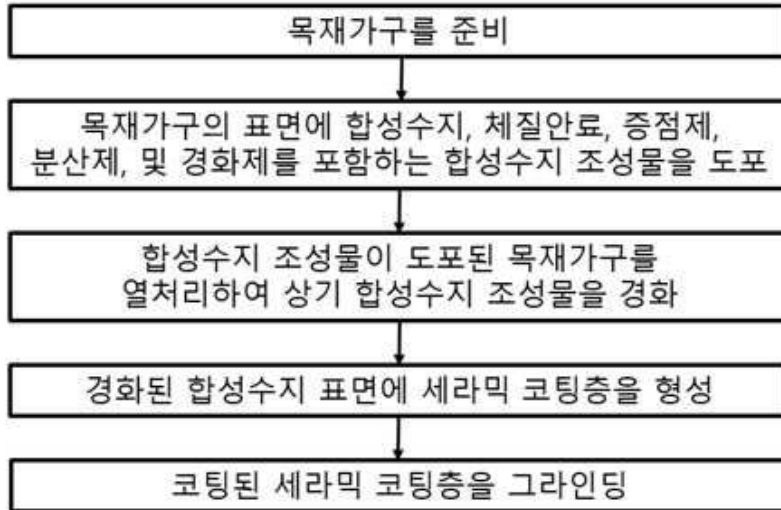 목재가구를 준비
목재가구의 표면에 합성수지, 체질안료, 증점제,
분산제, 및 경화제를 포함하는 합성수지 조성물을 도포
합성수지 조성물이 도포된 목재가구를
열처리하여 상기 합성수지 조성물을 경화
경화된 합성수지 표면에 세라믹 코팅층을 형성
코팅된 세라믹 코팅층을 그라인딩